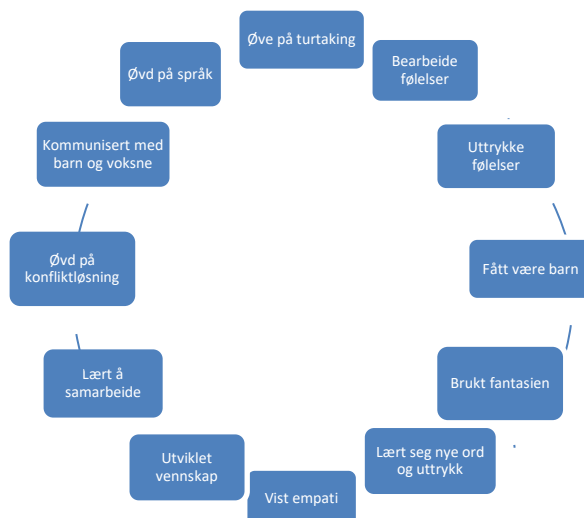 Øve på turtaking
Bearbeide
følelser
Uttrykke
følelser
Fått være barn
Brukt fantasien
Lært seg nye ord
og uttrykk
Vist empati
Utviklet
vennskap
Lært å
samarbeide
Øvd på
konfliktløsning
Kommunisert med
barn og voksne
Øvd på språk